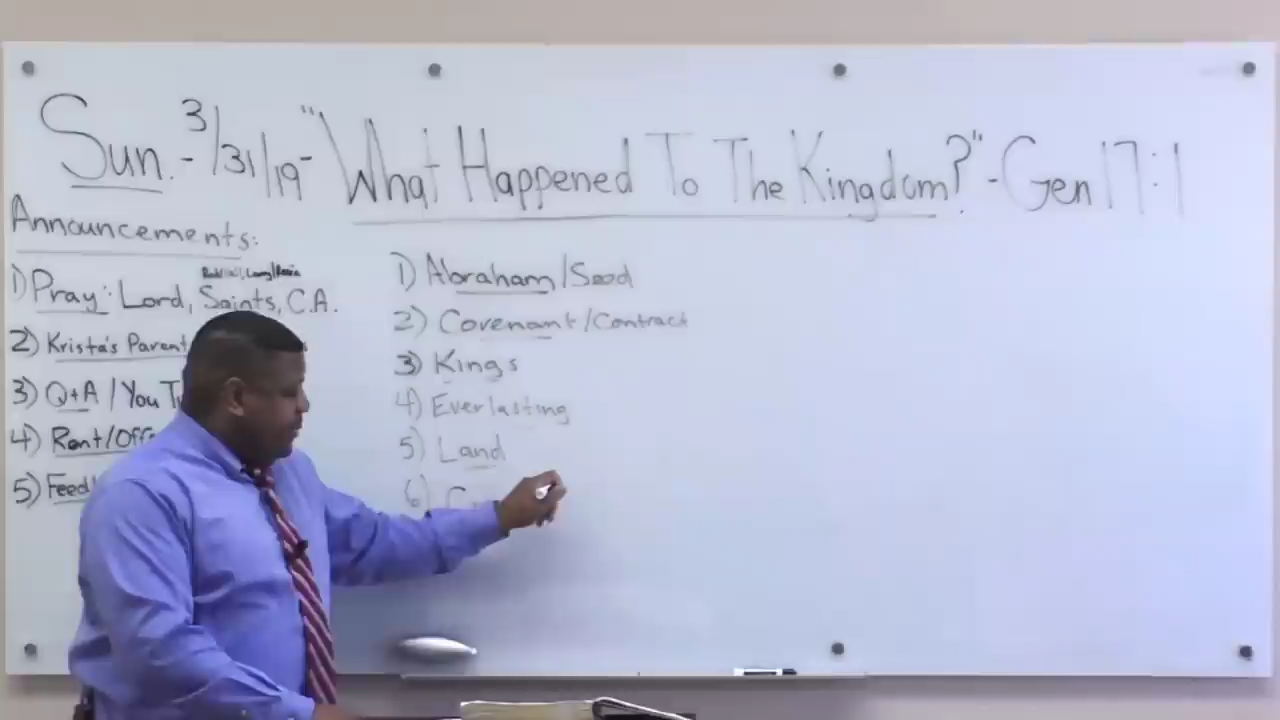 Sun. - 3/31/19 - "What Happened To The Kingdom?" - Gen 17:1
Announcements:
1) Pray: Lord, Saints, C.A.
2) Krista's Parent
3) Q+A / You T
4) Rent/Off
5) Feed
1) Abraham/Seed
2) Covenant/Contract
3) Kings
4) Everlasting
5) Land
6) C